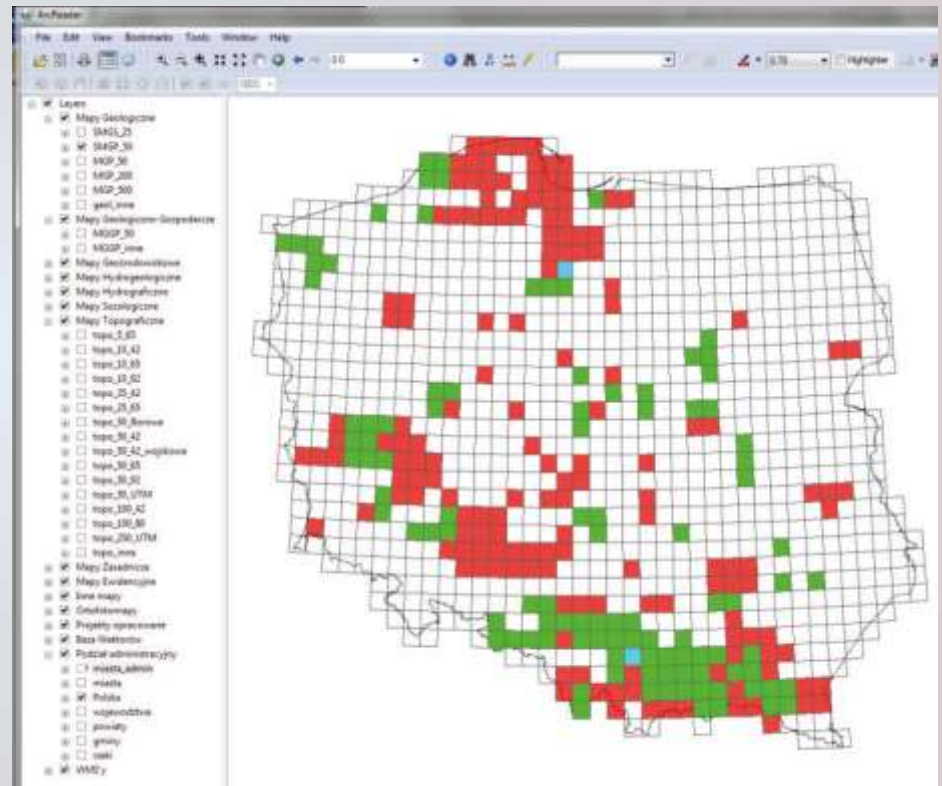 ArcReader
File Edit View Bookmarks Tools Window Help
Highlighter
Layers
Mapy Geologiczne
SMGS_25
SMGP_50
MGP_50
MGP_200
MGP_500
geol_inne
Mapy Geologiczno-Gospodarcze
MGGP_50
MGGP_inne
Mapy Geośrodowiskowe
Mapy Hydrogeologiczne
Mapy Hydrograficzne
Mapy Sozologiczne
Mapy Topograficzne
topo_5_65
topo_10_42
topo_10_65
topo_10_92
topo_25_42
topo_25_65
topo_50_42
topo_50_42_wojskowe
topo_50_65
topo_50_92
topo_50_UTM
topo_100_42
topo_100_80
topo_250_UTM
topo_inne
Mapy Zasadnicze
Mapy Ewidencyjne
Inne mapy
Ortofotomapy
Projekty opracowane
Baza Wektorów
Podział administracyjny
miasta_admin
miasta
Polska
województwa
powiaty
gminy
WMS'y